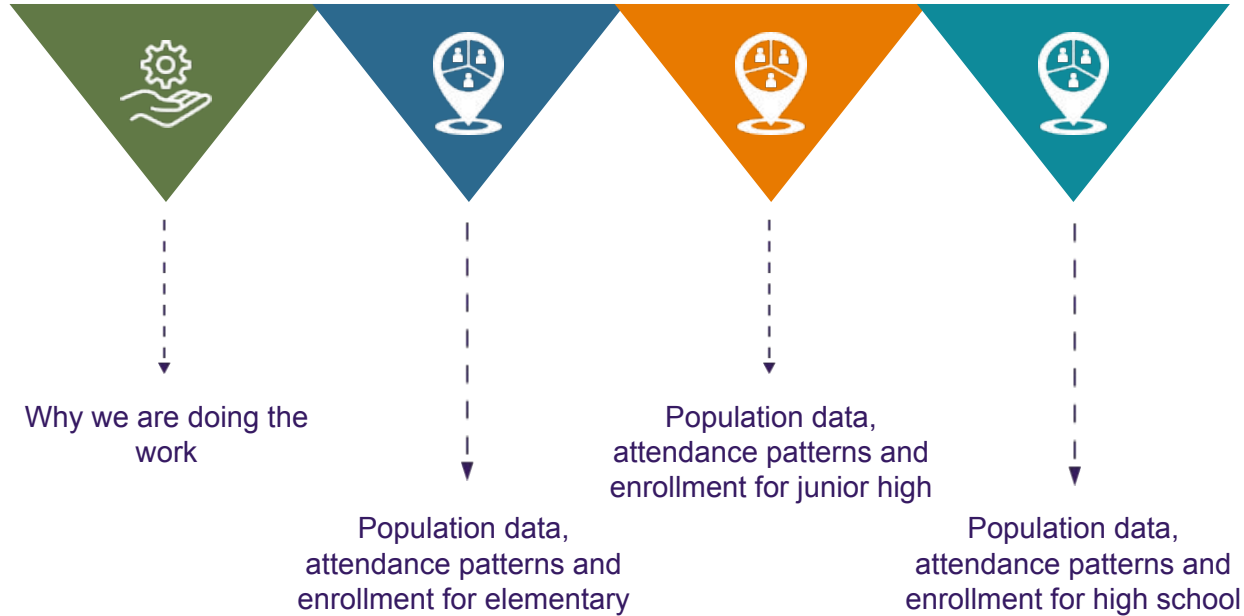 Why we are doing the
work
Population data,
attendance patterns and
enrollment for elementary
Population data,
attendance patterns and
enrollment for junior high
Population data,
attendance patterns and
enrollment for high school